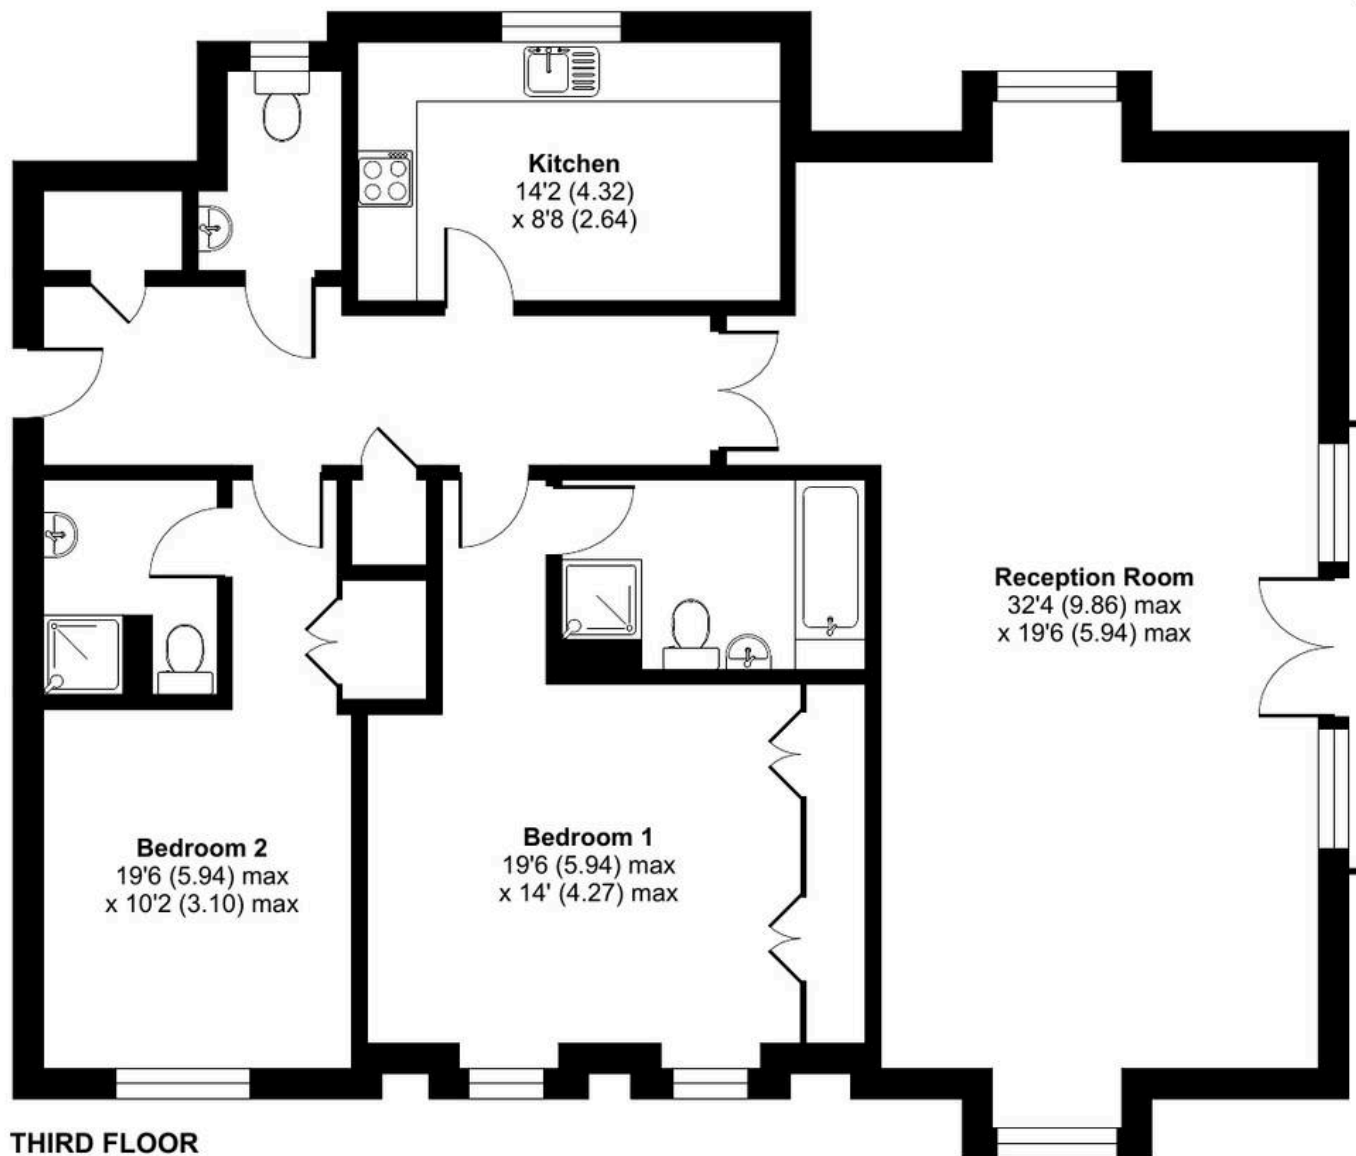 Kitchen
14'2 (4.32)
x 8'8 (2.64)
Reception Room
32'4 (9.86) max
x 19'6 (5.94) max
Bedroom 2
19'6 (5.94) max
x 10'2 (3.10) max
Bedroom 1
19'6 (5.94) max
x 14' (4.27) max
THIRD FLOOR